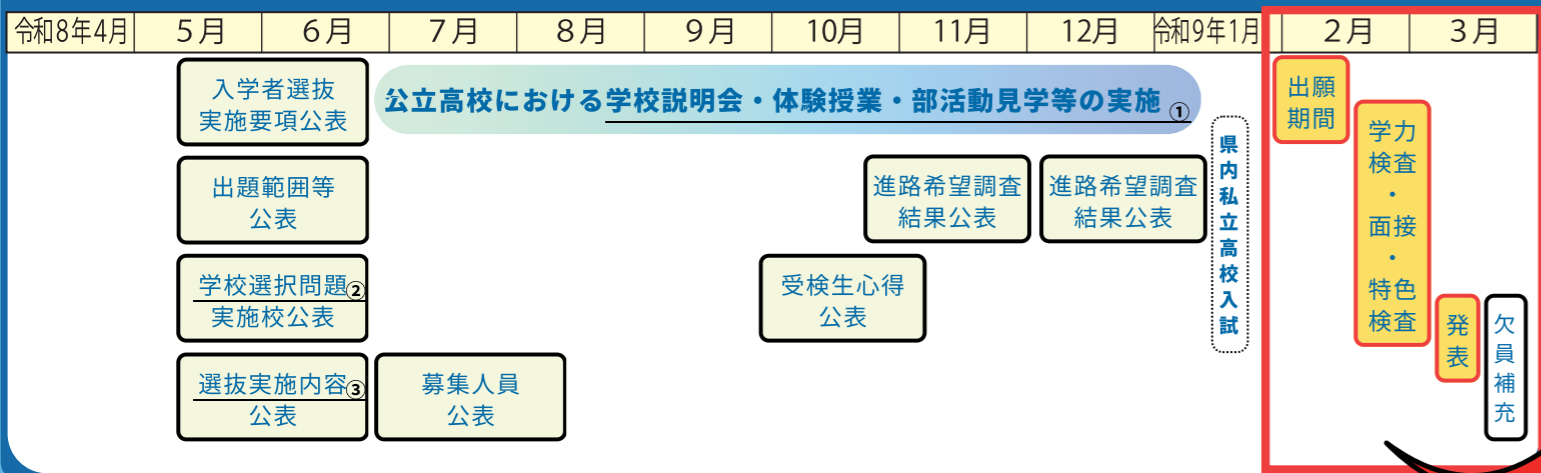 令和8年4月 5月 6月 7月 8月 9月 10月 11月 12月 令和9年1月 2月 3月
入学者選抜
実施要項公表
公立高校における学校説明会・体験授業・部活動見学等の実施 ①
出題範囲等
公表
学校選択問題②
実施校公表
選抜実施内容③
公表
募集人員
公表
受検生心得
公表
進路希望調査
結果公表
進路希望調査
結果公表
県内私立高校入試
出願
期間
学力
検査
・
面接
・
特色
検査
発
表
欠
員
補
充